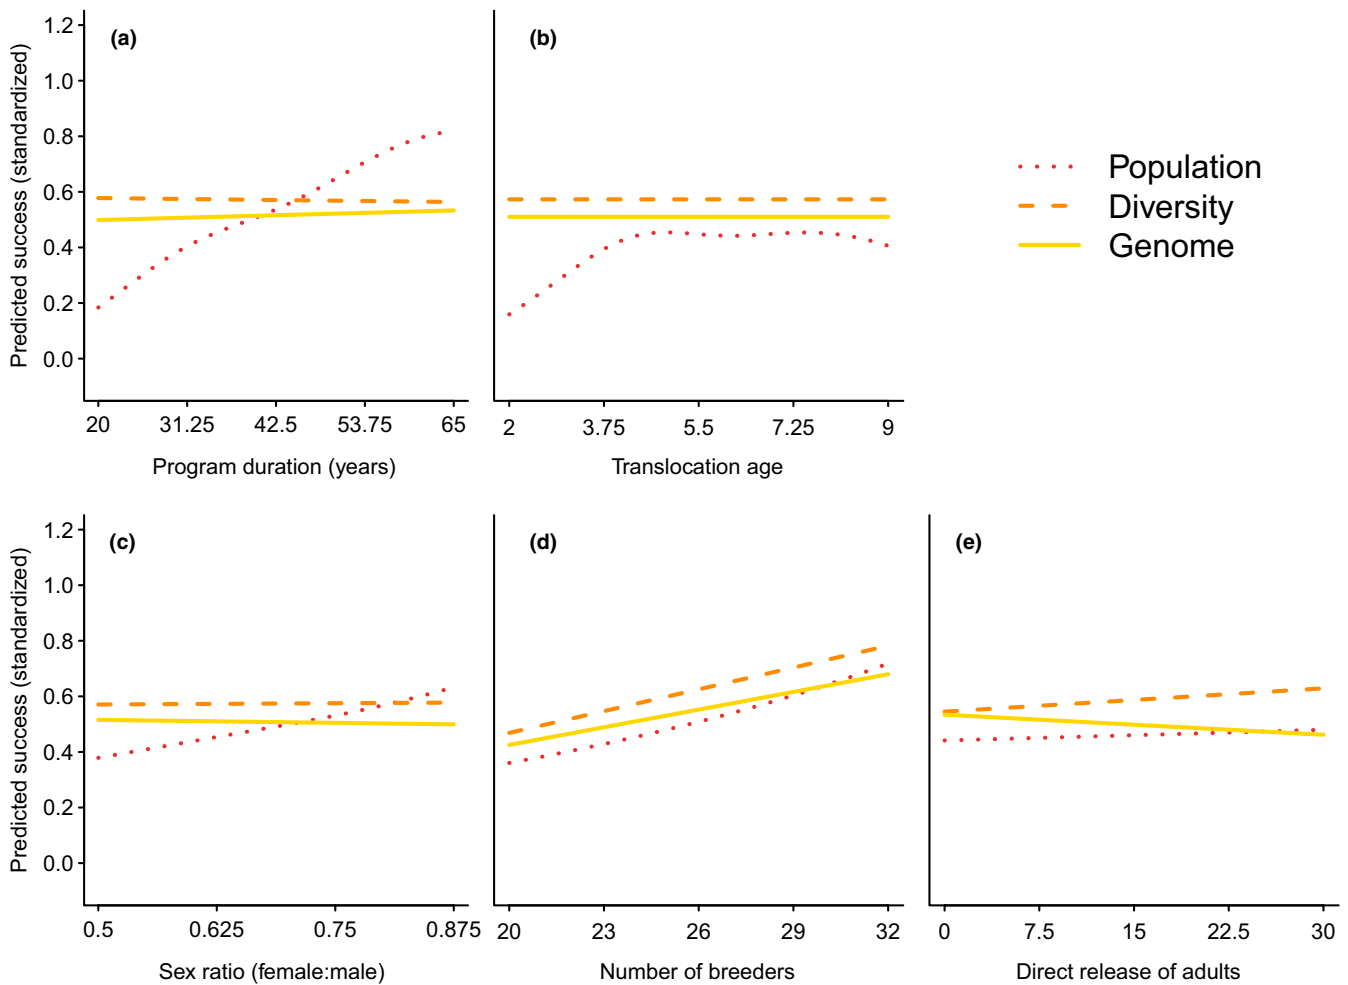 (a)
Predicted success (standardized)
1.2
1.0
0.8
0.6
0.4
0.2
0.0
20 31.25 42.5 53.75 65
Program duration (years)
(b)
2 3.75 5.5 7.25 9
Translocation age
Population
Diversity
Genome
(c)
Predicted success (standardized)
1.2
1.0
0.8
0.6
0.4
0.2
0.0
0.5 0.625 0.75 0.875
Sex ratio (female:male)
(d)
20 23 26 29 32
Number of breeders
(e)
0 7.5 15 22.5 30
Direct release of adults